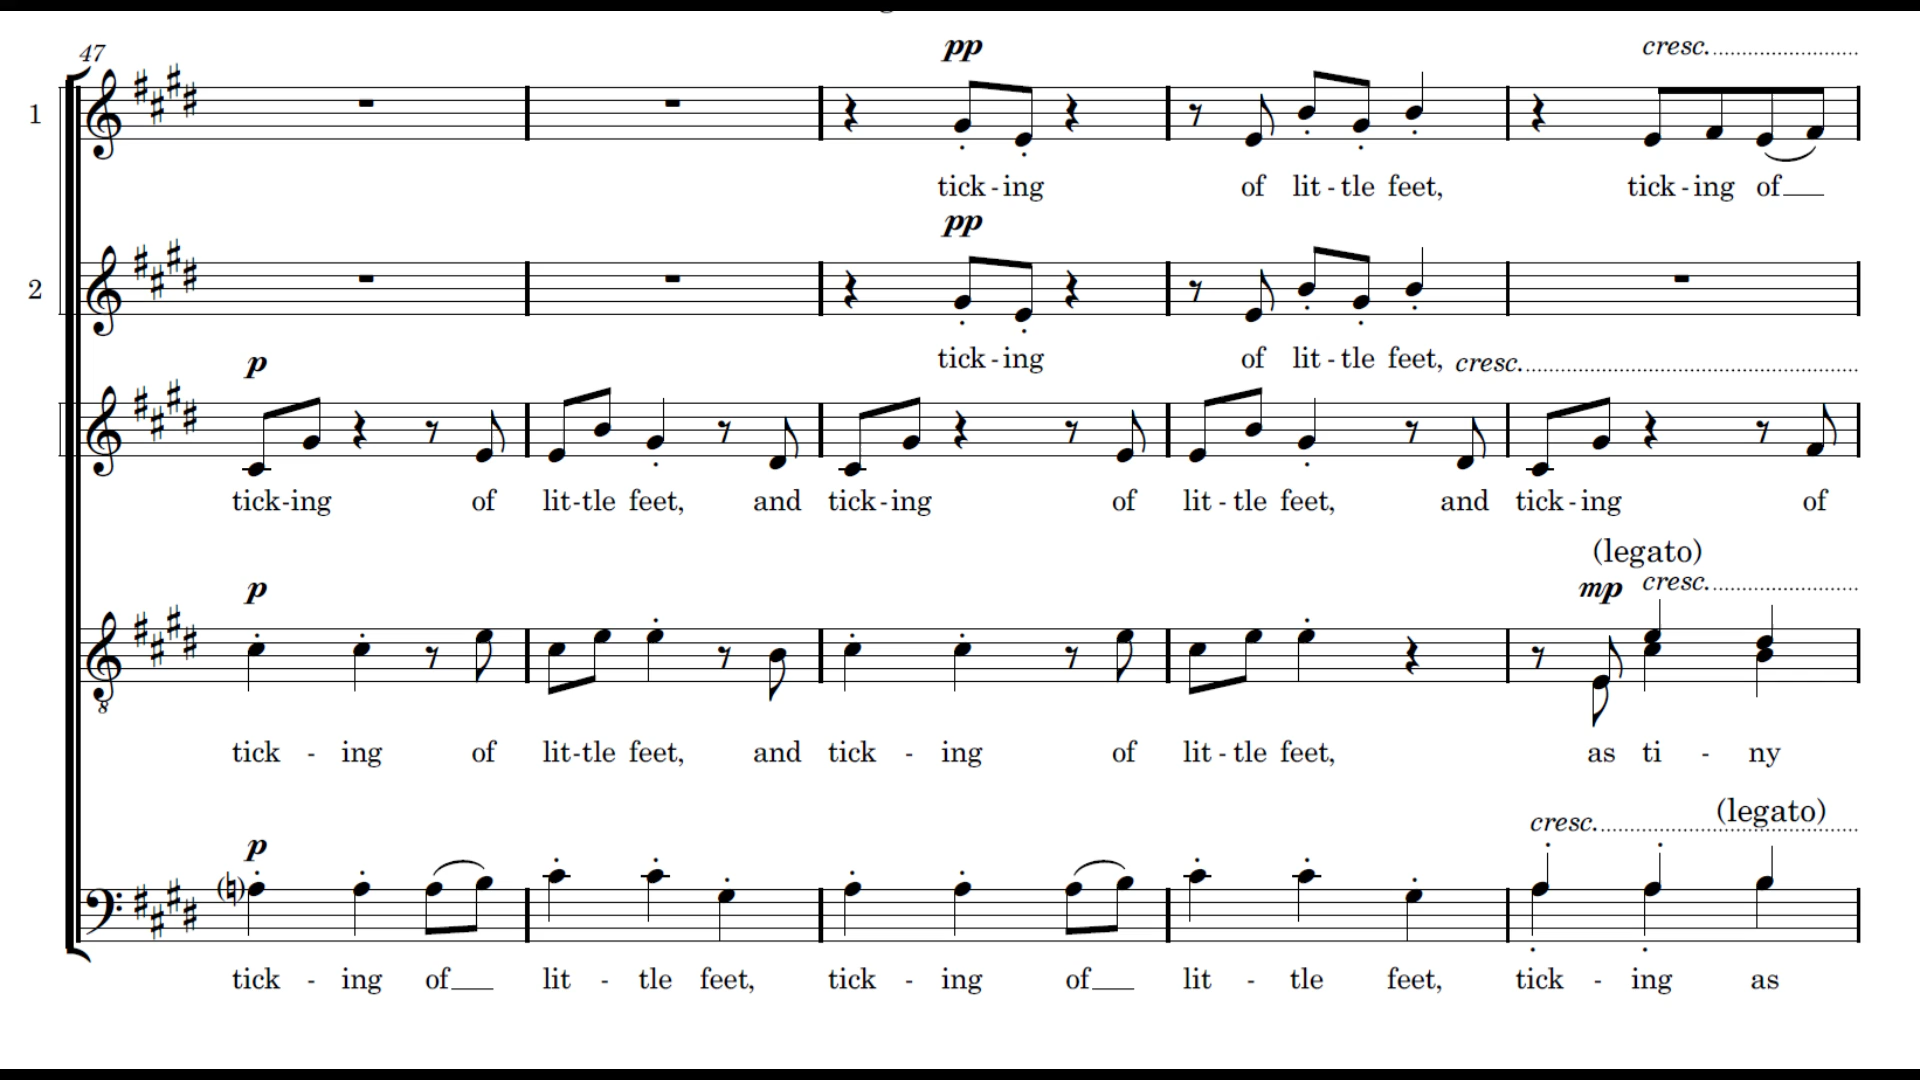 47
pp
cresc.
1
tick - ing of lit - tle feet, tick - ing of
pp
2
tick - ing of lit - tle feet,
p cresc.
tick-ing of lit-tle feet, and tick-ing of lit - tle feet, and tick - ing of
(legato)
p mp cresc.
8
tick - ing of lit-tle feet, and tick - ing of lit - tle feet, as ti - ny
cresc. (legato)
p
tick - ing of lit - tle feet, tick - ing of lit - tle feet, tick - ing as